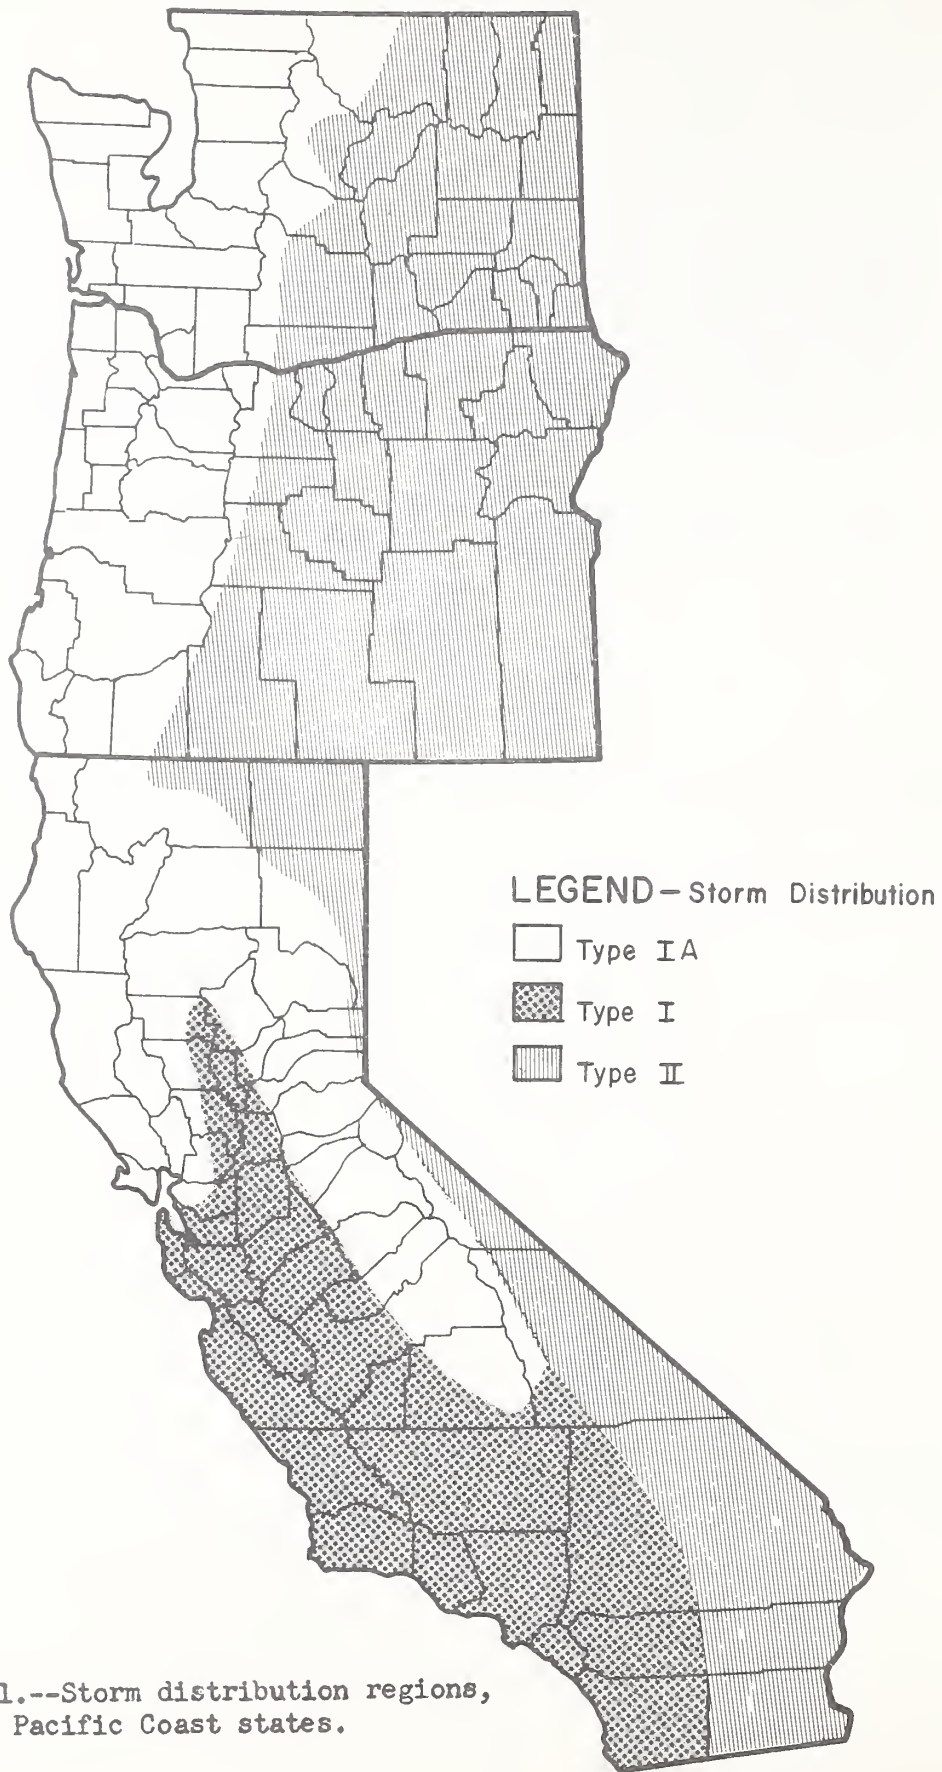 LEGEND - Storm Distribution
Type IA
Type I
Type II
1.--Storm distribution regions,
Pacific Coast states.